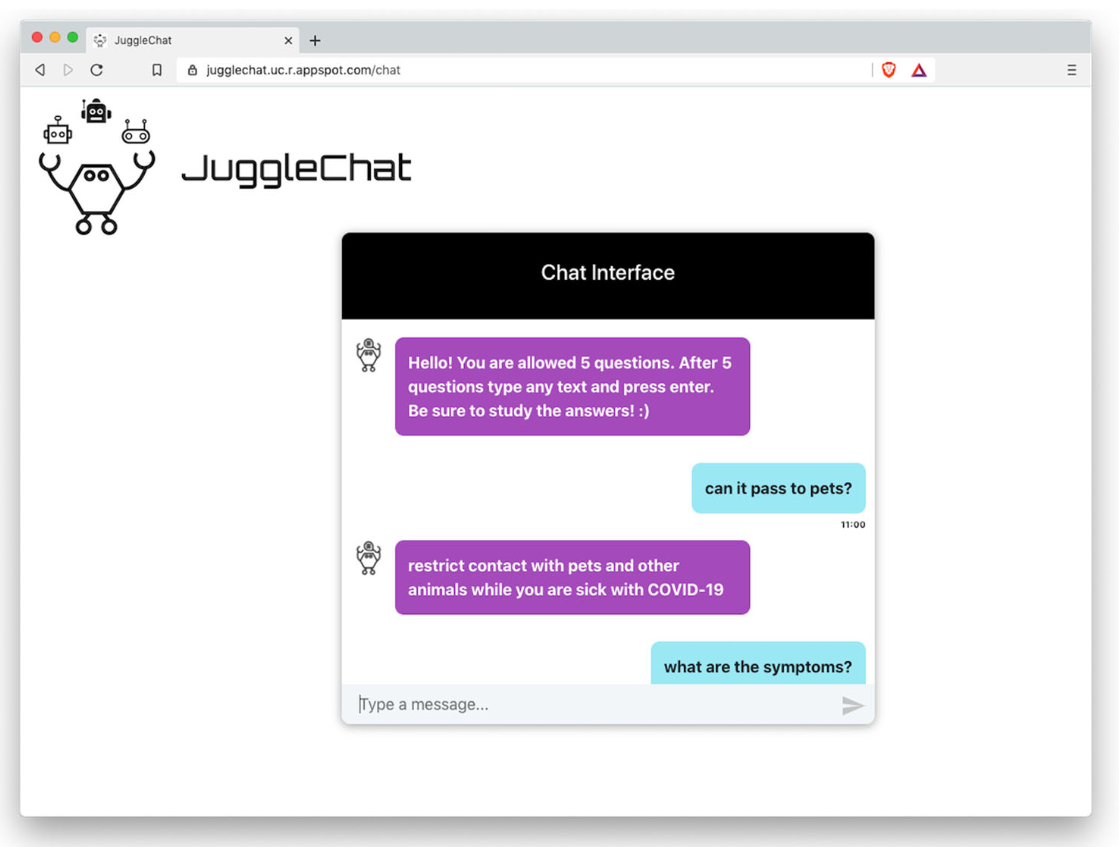 JuggleChat
jugglechat.uc.r.appspot.com/chat
JuggleChat
Chat Interface
Hello! You are allowed 5 questions. After 5
questions type any text and press enter.
Be sure to study the answers! :)
can it pass to pets?
11:00
restrict contact with pets and other
animals while you are sick with COVID-19
what are the symptoms?
Type a message...